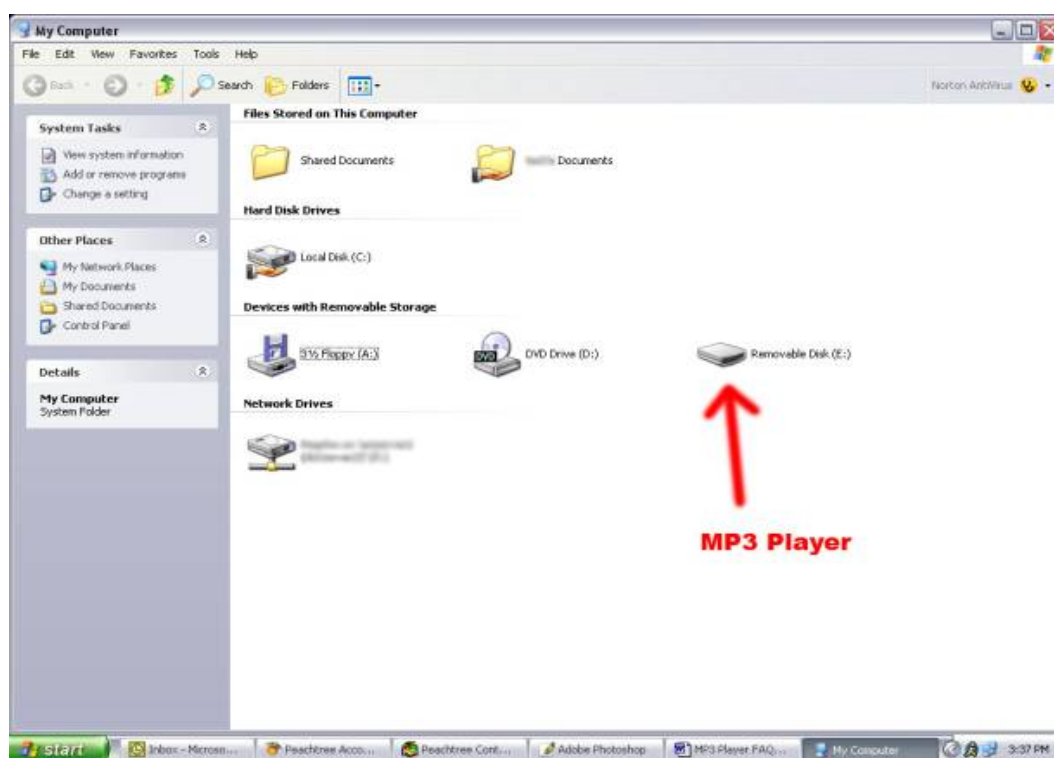 My Computer
File Edit View Favorites Tools Help
Back Search Folders Norton AntiVirus
Files Stored on This Computer
System Tasks
View system information
Add or remove programs
Change a setting
Shared Documents
Documents
Hard Disk Drives
Other Places
My Network Places
My Documents
Shared Documents
Control Panel
Local Disk (C:)
Devices with Removable Storage
3½ Floppy (A:)
DVD Drive (D:)
Removable Disk (E:)
Details
My Computer
System Folder
Network Drives
MP3 Player
start Inbox - Microso... Peachtree Acco... Peachtree Cont... Adobe Photoshop MP3 Player FAQ... My Computer 3:37 PM